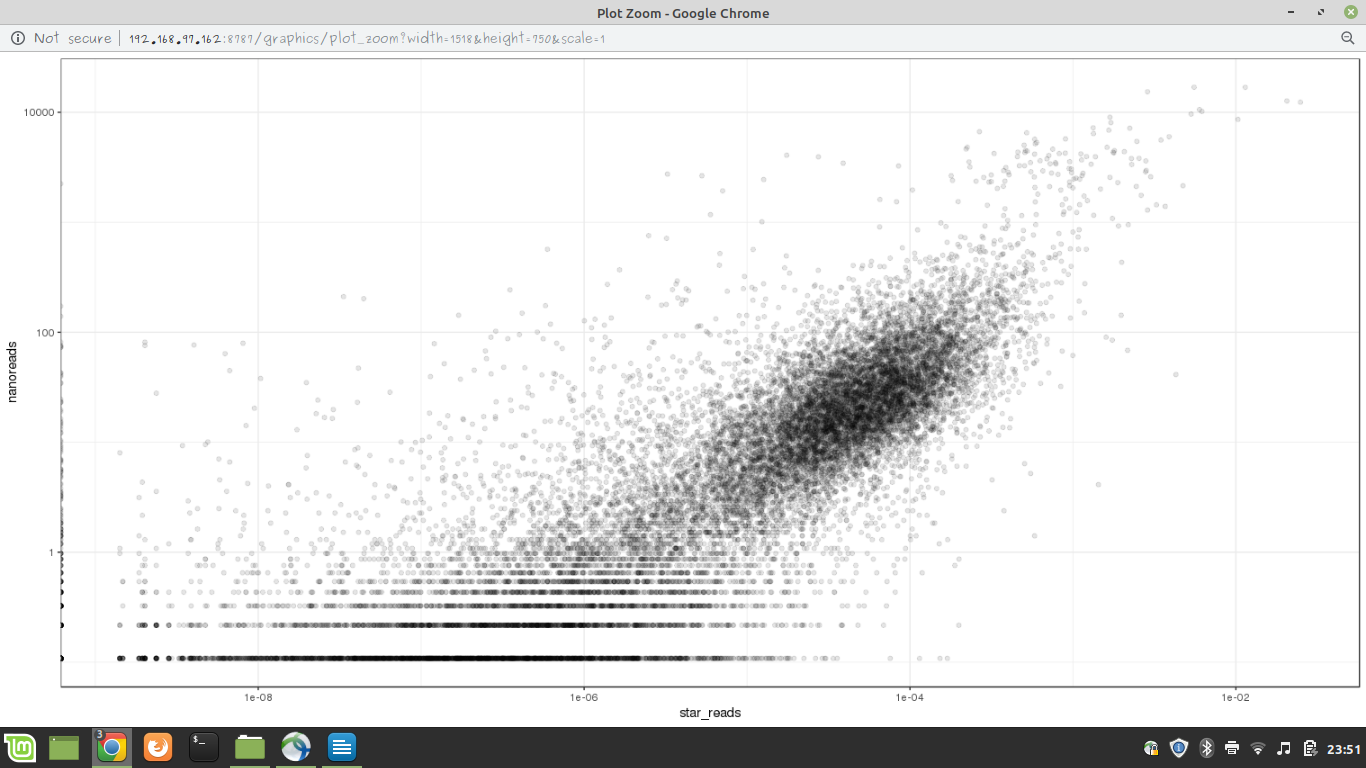 Plot Zoom - Google Chrome
Not secure | 192.168.97.162:8787/graphics/plot_zoom?width=1518&height=750&scale=1
10000
100
1
nanoreads
1e-08 1e-06 1e-04 1e-02
star_reads
3
$_
23:51